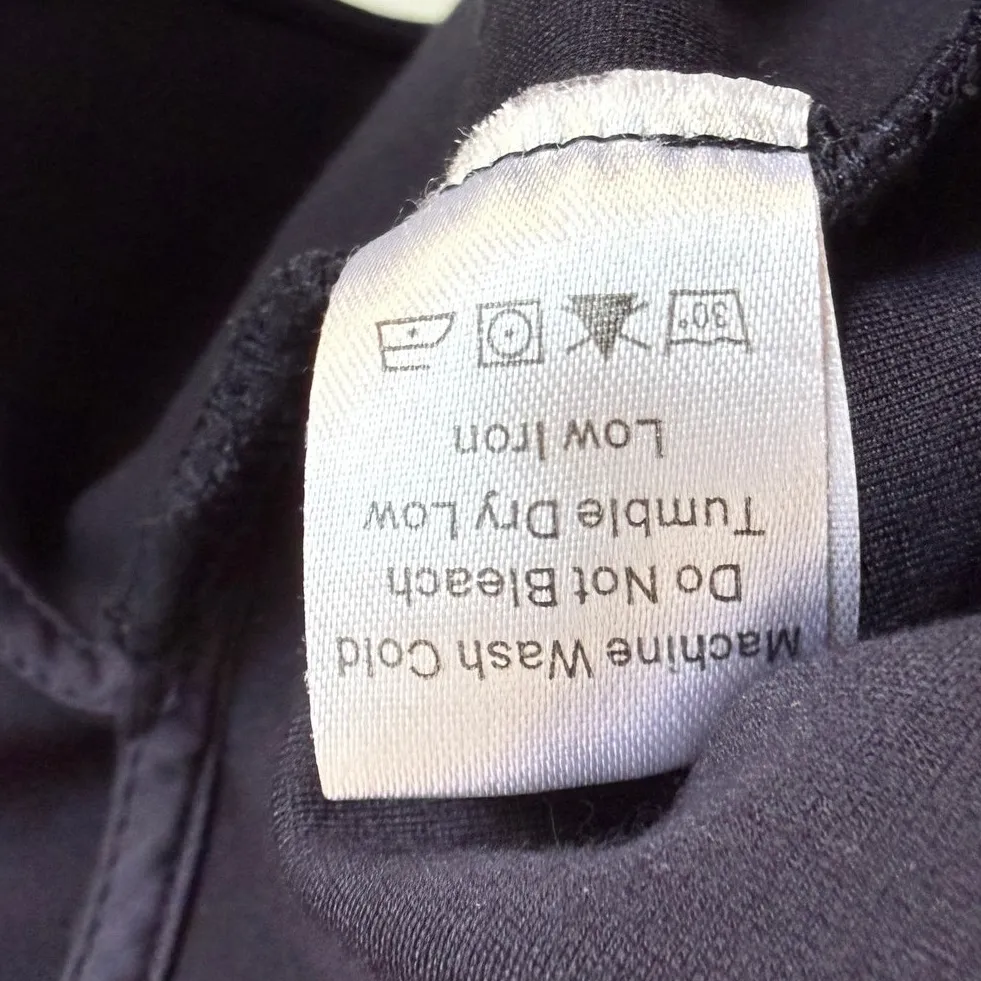 Machine Wash Cold
Do Not Bleach
Tumble Dry Low
Low Iron
30°